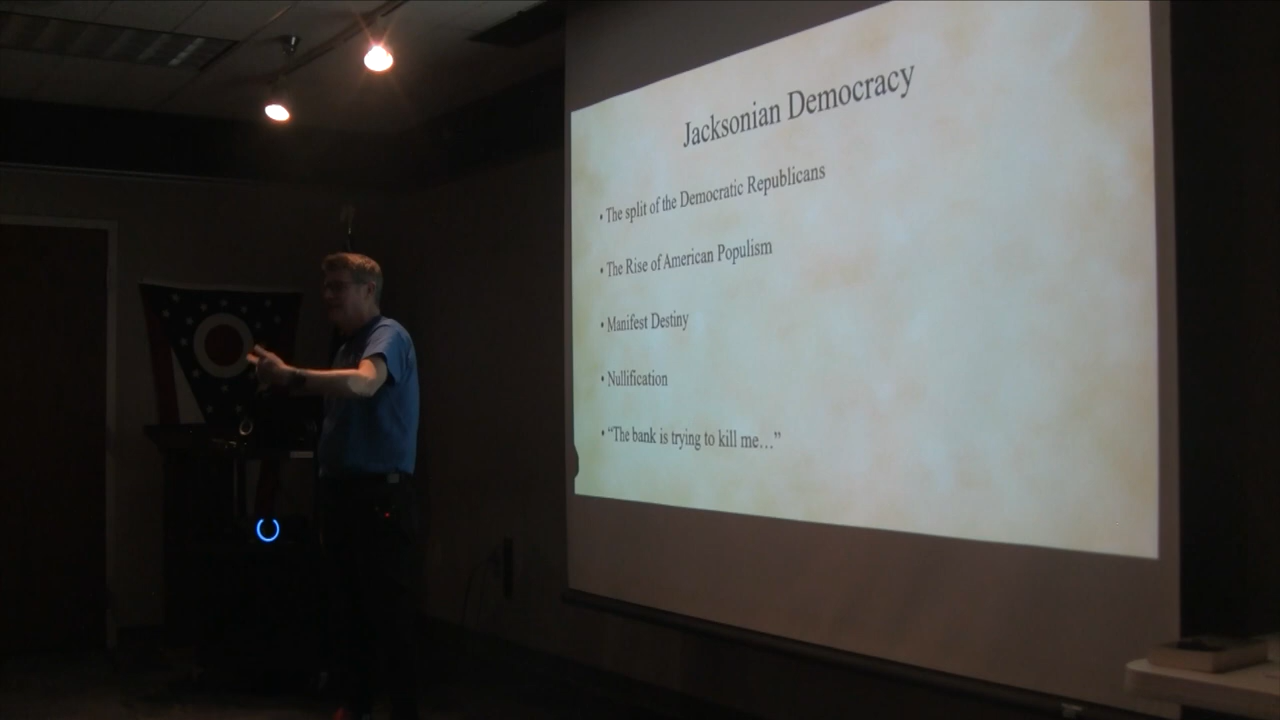 Jacksonian Democracy
• The split of the Democratic Republicans
• The Rise of American Populism
• Manifest Destiny
• Nullification
• “The bank is trying to kill me…”